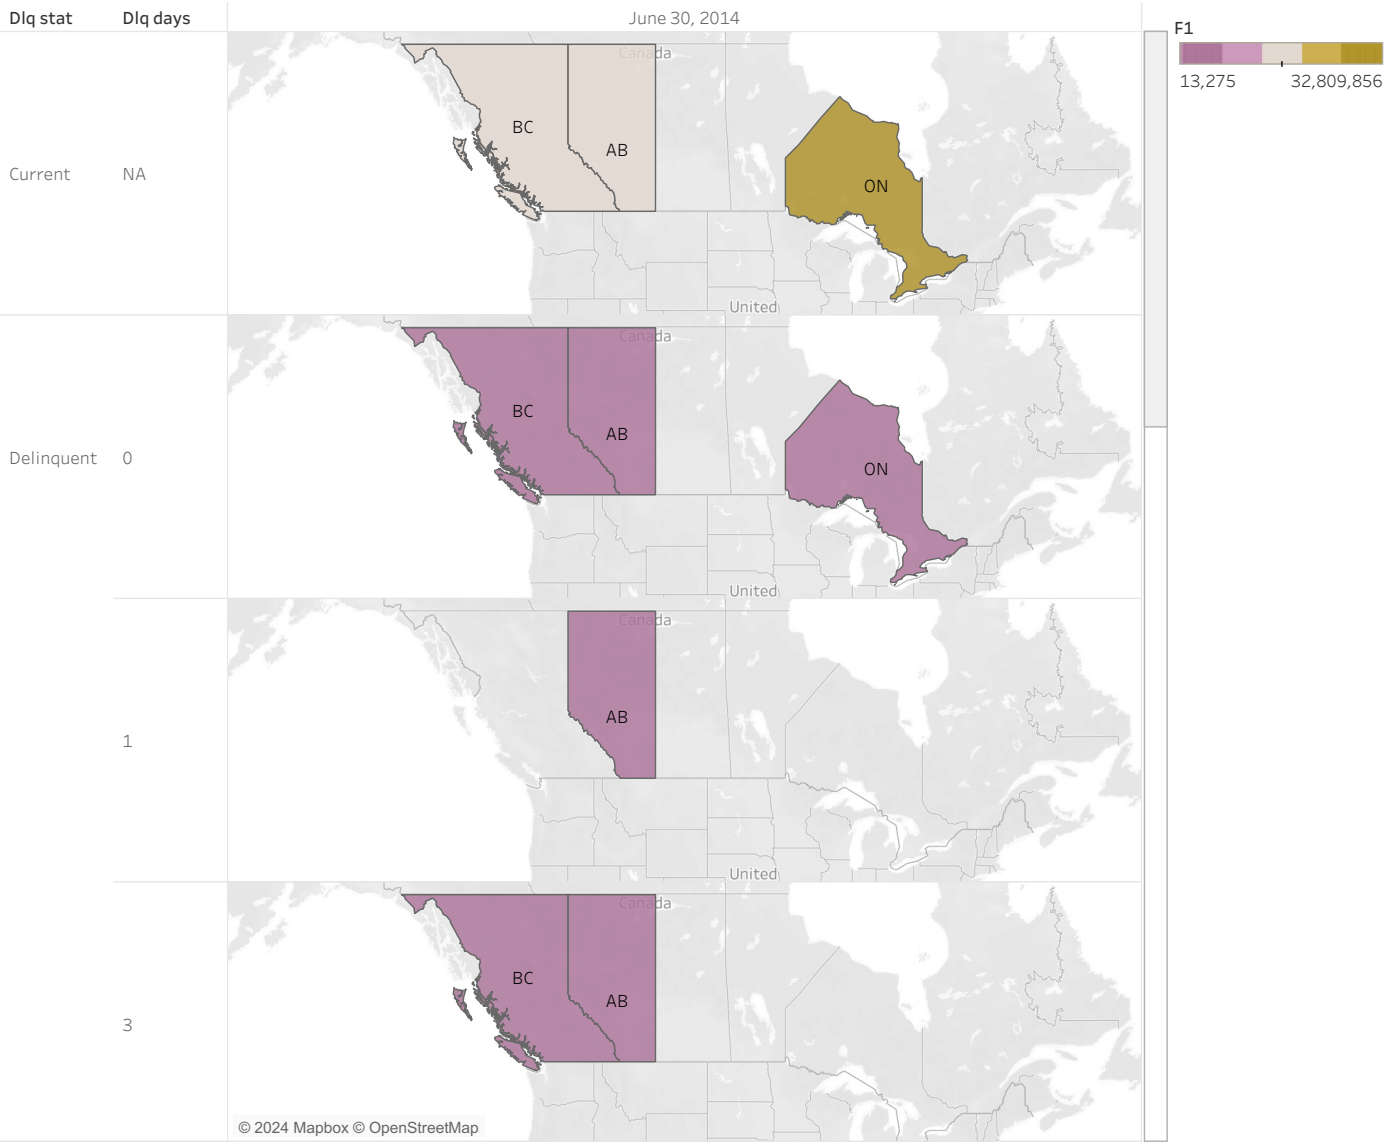 Dlq stat Dlq days June 30, 2014
F1
13,275 32,809,856
Canada
BC
AB
ON
Current NA
United
Canada
BC
AB
ON
Delinquent 0
United
Canada
AB
1
United
Canada
BC
AB
3
© 2024 Mapbox © OpenStreetMap